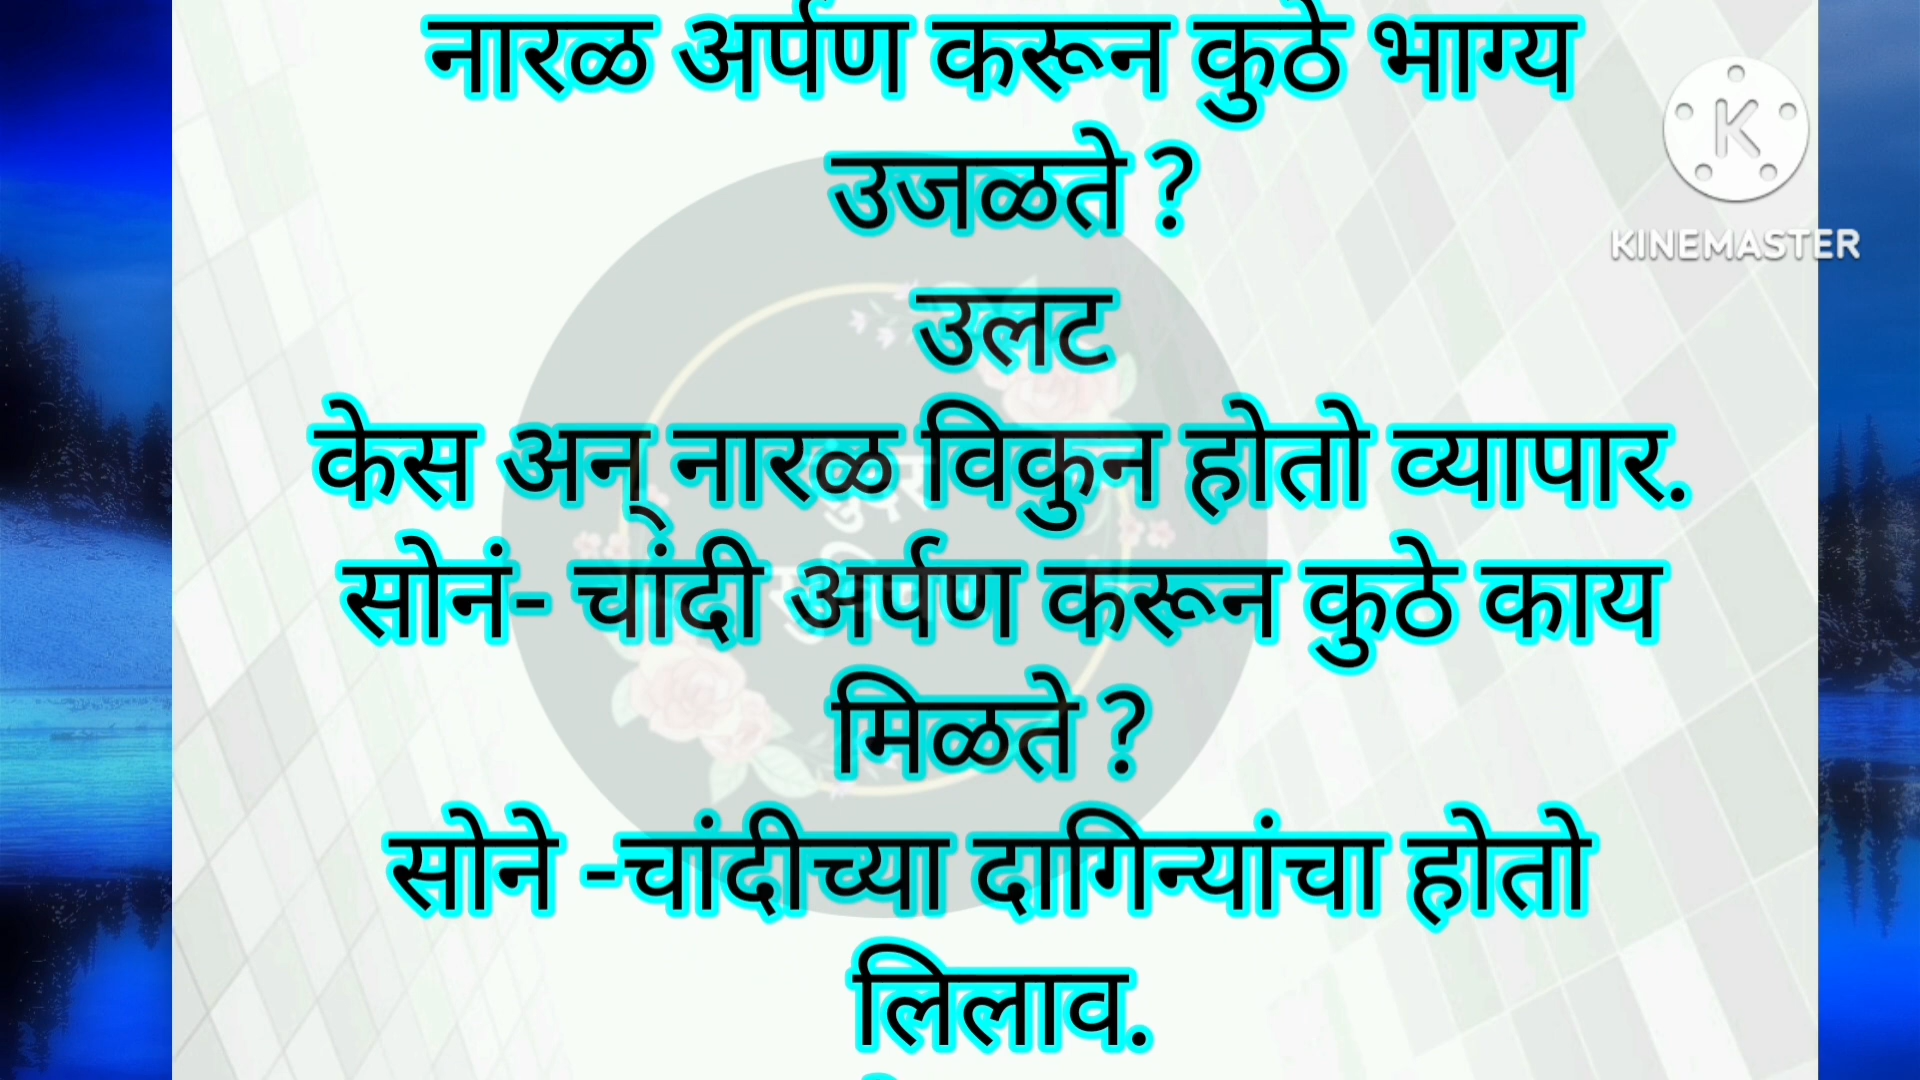 नारळ अर्पण करून कुठे भाग्य
उजळते ?
उलट
केस अन् नारळ विकुन होतो व्यापार.
सोनं- चांदी अर्पण करून कुठे काय
मिळते ?
सोने -चांदीच्या दागिन्यांचा होतो
लिलाव.
KINEMASTER